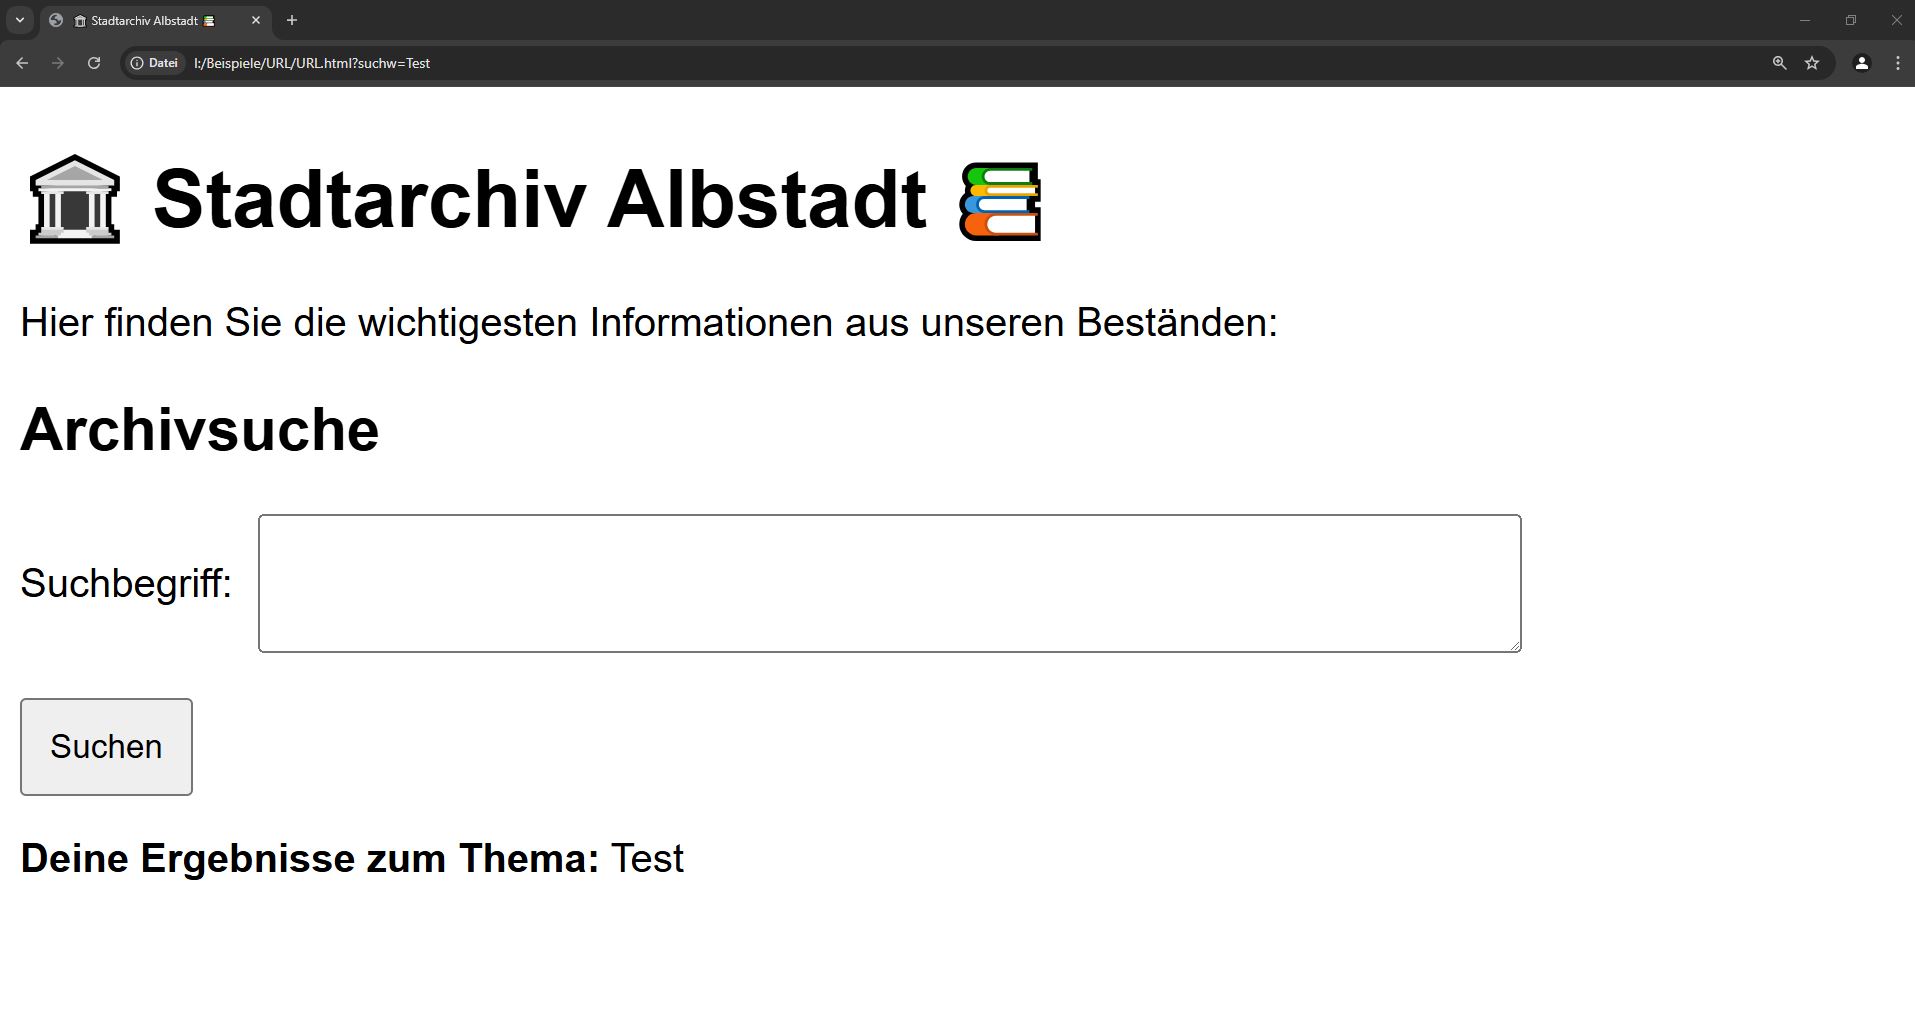 🏛️ Stadtarchiv Albstadt 📚
Datei I:/Beispiele/URL/URL.html?suchw=Test
🏛️ Stadtarchiv Albstadt 📚
Hier finden Sie die wichtigesten Informationen aus unseren Beständen:
Archivsuche
Suchbegriff:
Suchen
Deine Ergebnisse zum Thema: Test